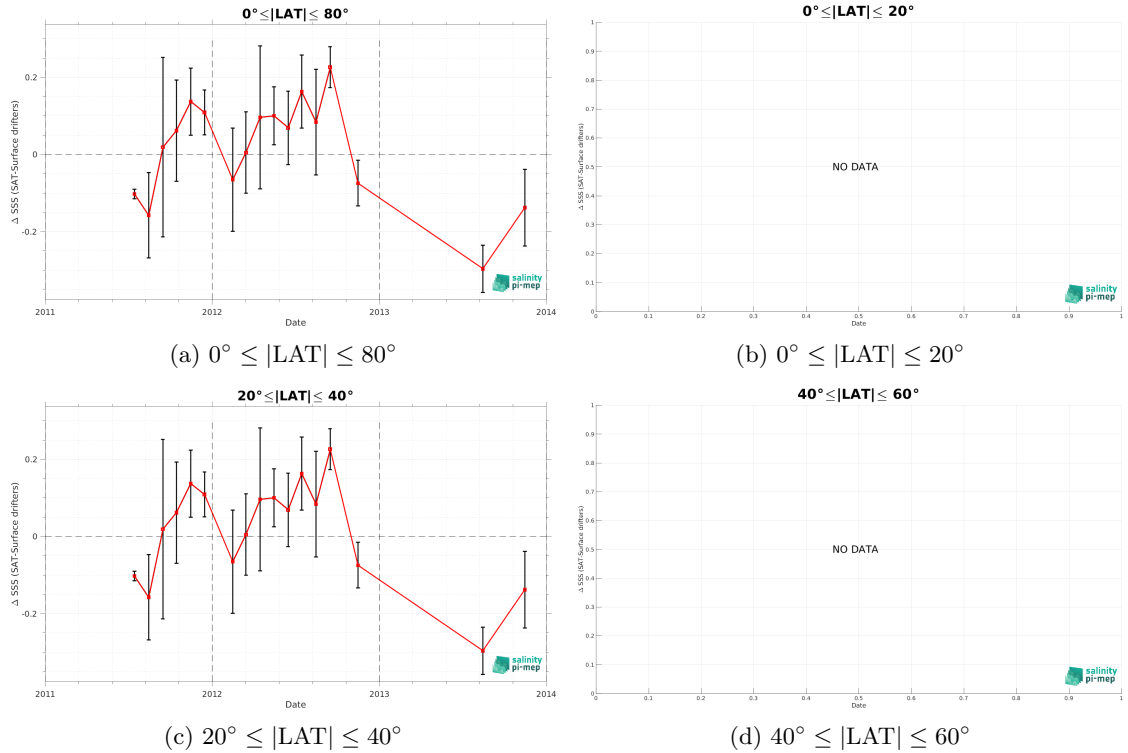 0°≤|LAT|≤ 80°
Δ SSS (SAT-Surface drifters)
0.2
0
-0.2
2011
2012
2013
2014
Date
salinity
pi-mep
(a) 0° ≤ |LAT| ≤ 80°
0°≤|LAT|≤ 20°
Δ SSS (SAT-Surface drifters)
1
0.9
0.8
0.7
0.6
0.5
0.4
0.3
0.2
0.1
0
NO DATA
0
0.1
0.2
0.3
0.4
0.5
0.6
0.7
0.8
0.9
1
Date
salinity
pi-mep
(b) 0° ≤ |LAT| ≤ 20°
20°≤|LAT|≤ 40°
Δ SSS (SAT-Surface drifters)
0.2
0
-0.2
2011
2012
2013
2014
Date
salinity
pi-mep
(c) 20° ≤ |LAT| ≤ 40°
40°≤|LAT|≤ 60°
Δ SSS (SAT-Surface drifters)
1
0.9
0.8
0.7
0.6
0.5
0.4
0.3
0.2
0.1
0
NO DATA
0
0.1
0.2
0.3
0.4
0.5
0.6
0.7
0.8
0.9
1
Date
salinity
pi-mep
(d) 40° ≤ |LAT| ≤ 60°